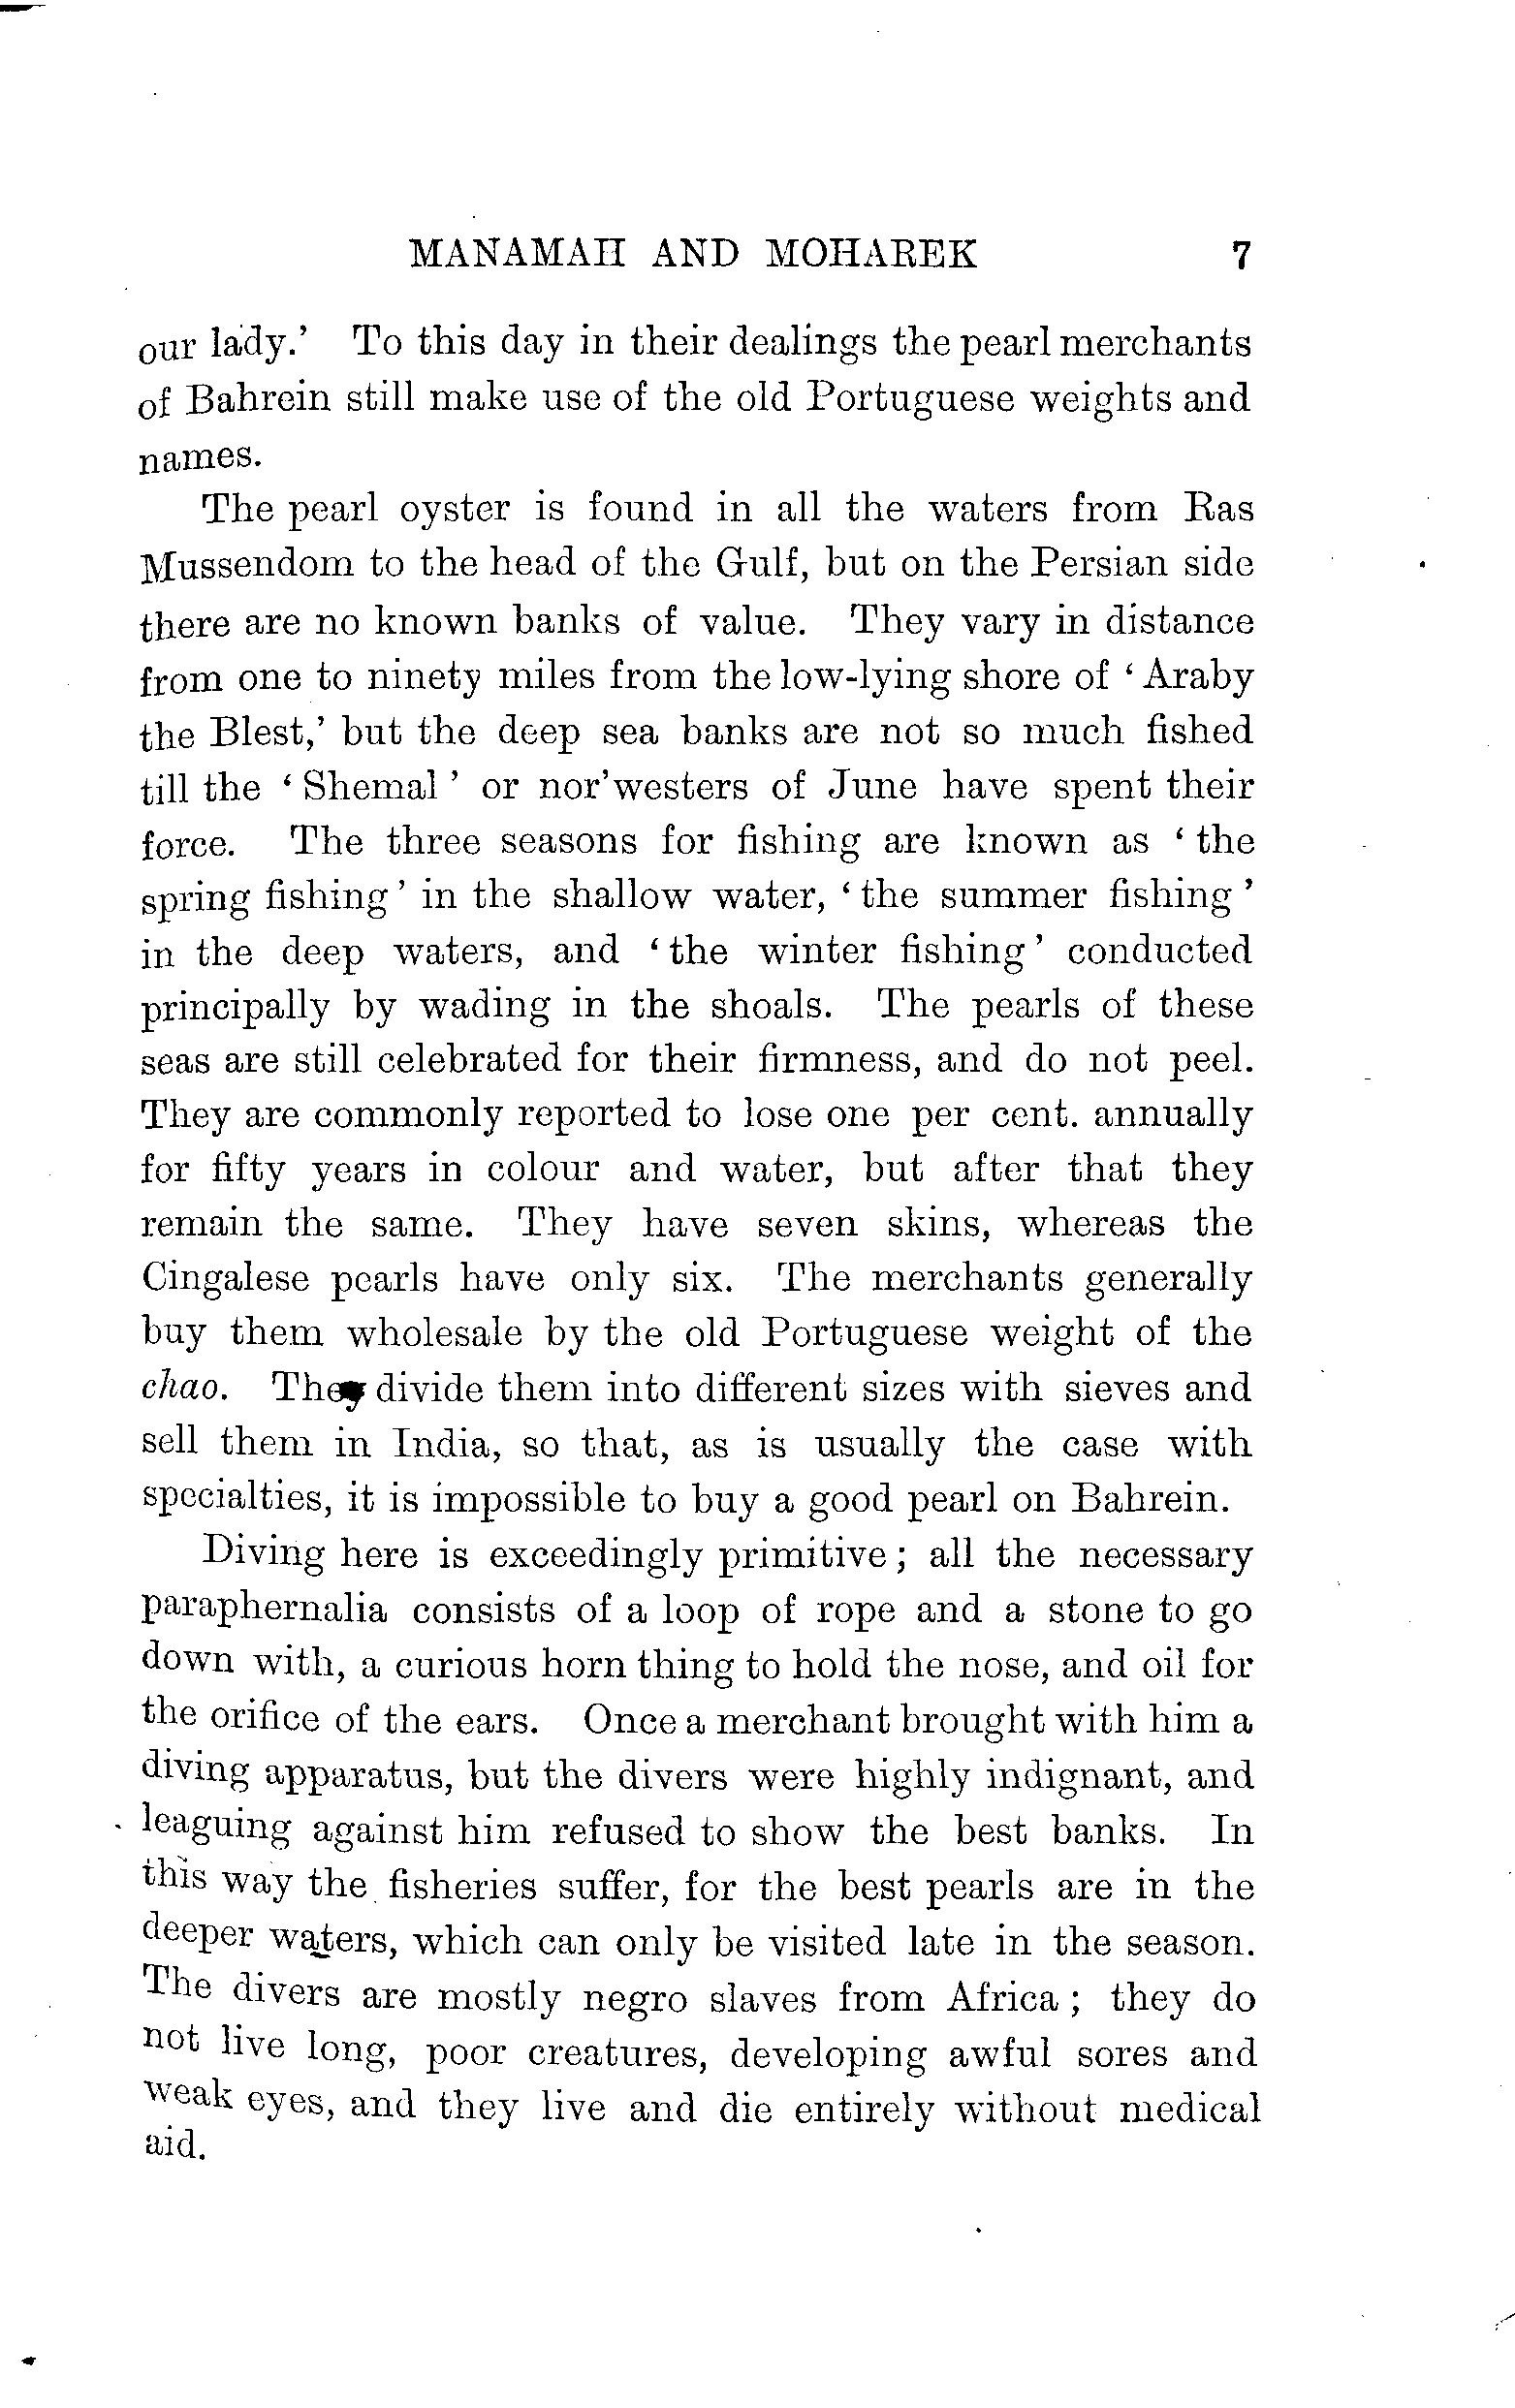 MANAMAH AND MOHAREK 7
our lady.' To this day in their dealings the pearl merchants
of Bahrein still make use of the old Portuguese weights and
names.
The pearl oyster is found in all the waters from Ras
Mussendom to the head of the Gulf, but on the Persian side
there are no known banks of value. They vary in distance
from one to ninety miles from the low-lying shore of ' Araby
the Blest,' but the deep sea banks are not so much fished
till the ' Shemal ' or nor'westers of June have spent their
force. The three seasons for fishing are known as ' the
spring fishing ' in the shallow water, ' the summer fishing '
in the deep waters, and ' the winter fishing ' conducted
principally by wading in the shoals. The pearls of these
seas are still celebrated for their firmness, and do not peel.
They are commonly reported to lose one per cent. annually
for fifty years in colour and water, but after that they
remain the same. They have seven skins, whereas the
Cingalese pearls have only six. The merchants generally
buy them wholesale by the old Portuguese weight of the
chao. They divide them into different sizes with sieves and
sell them in India, so that, as is usually the case with
specialties, it is impossible to buy a good pearl on Bahrein.
Diving here is exceedingly primitive ; all the necessary
paraphernalia consists of a loop of rope and a stone to go
down with, a curious horn thing to hold the nose, and oil for
the orifice of the ears. Once a merchant brought with him a
diving apparatus, but the divers were highly indignant, and
leaguing against him refused to show the best banks. In
this way the fisheries suffer, for the best pearls are in the
deeper waters, which can only be visited late in the season.
The divers are mostly negro slaves from Africa ; they do
not live long, poor creatures, developing awful sores and
weak eyes, and they live and die entirely without medical
aid.